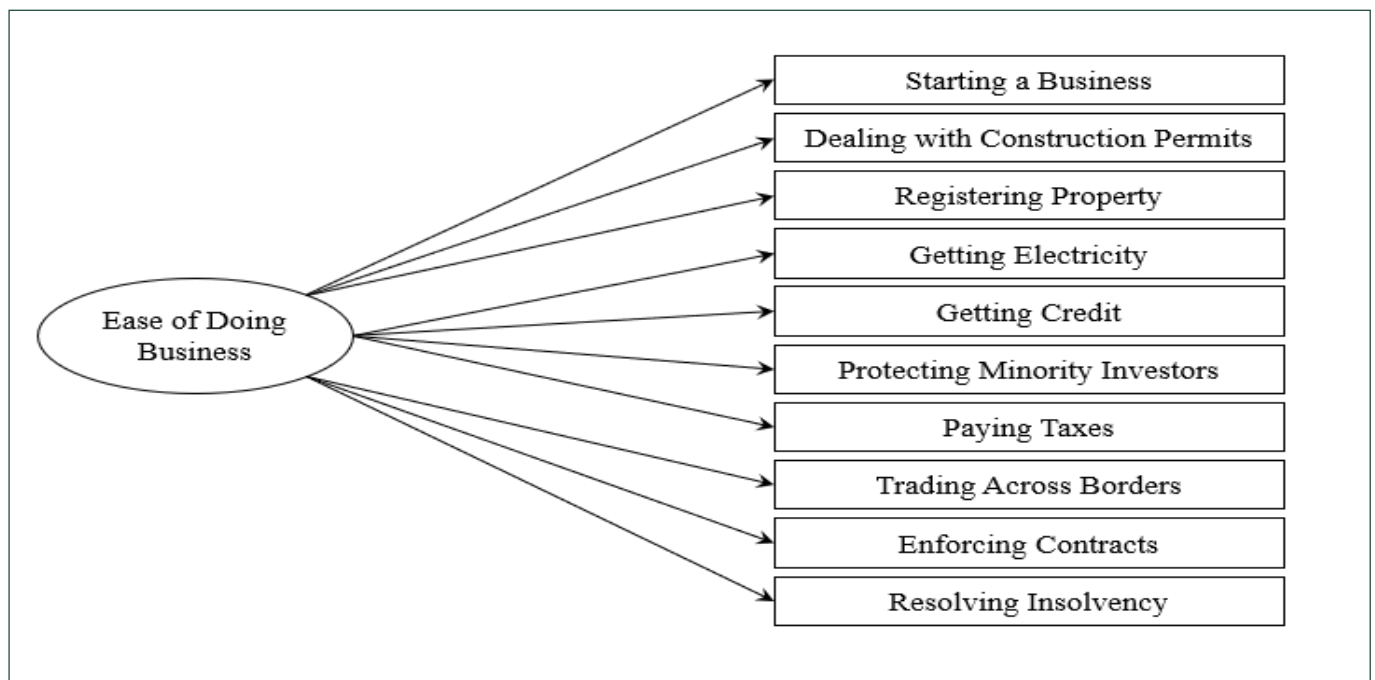 Starting a Business
Dealing with Construction Permits
Registering Property
Getting Electricity
Ease of Doing
Business
Getting Credit
Protecting Minority Investors
Paying Taxes
Trading Across Borders
Enforcing Contracts
Resolving Insolvency